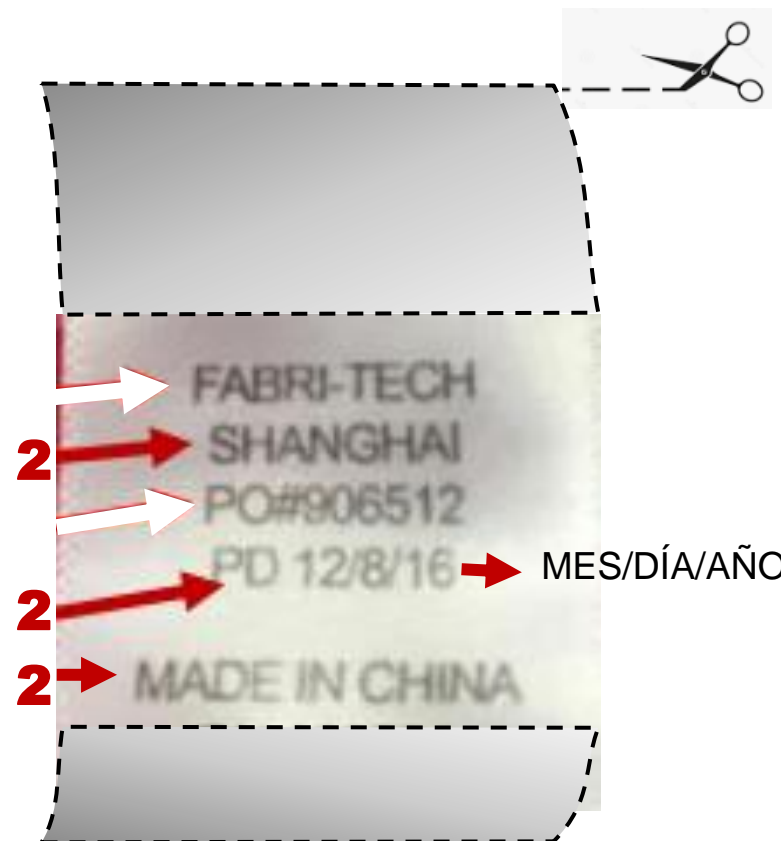 FABRI-TECH
2 SHANGHAI
PO#906512
2 PD 12/8/16 MES/DÍA/AÑO
2 MADE IN CHINA